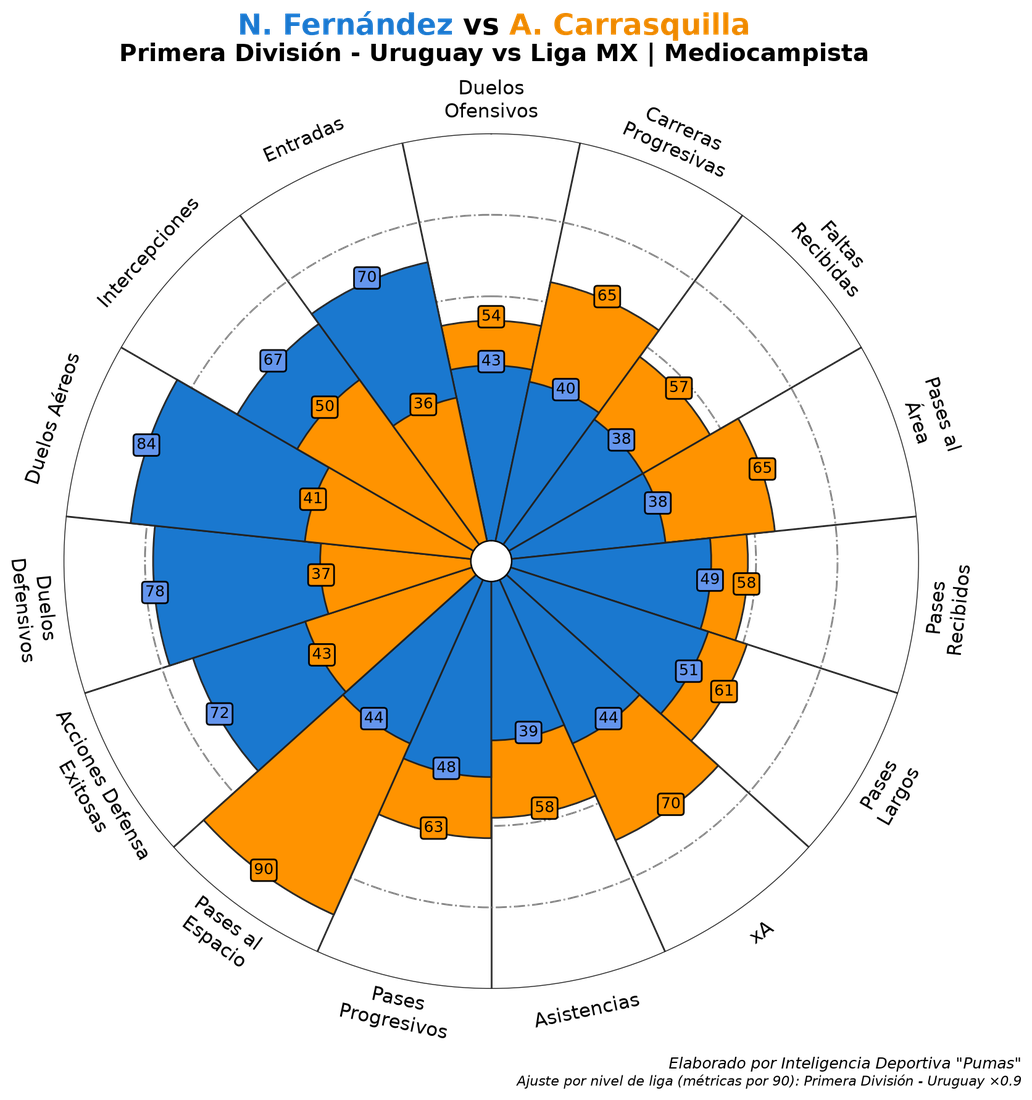 N. Fernández vs A. Carrasquilla
Primera División - Uruguay vs Liga MX | Mediocampista
Duelos
Ofensivos
54
43
Carreras
Progresivas
65
40
Faltas
Recibidas
57
38
Pases al
Área
65
38
Pases
Recibidos
49
58
Pases
Largos
51
61
xA
44
70
Asistencias
39
58
Pases
Progresivos
48
63
Pases al
Espacio
44
90
Acciones Defensa
Exitosas
43
72
Duelos
Defensivos
37
78
Duelos Aéreos
84
41
Intercepciones
67
50
Entradas
70
36
Elaborado por Inteligencia Deportiva "Pumas"
Ajuste por nivel de liga (métricas por 90): Primera División - Uruguay ×0.9